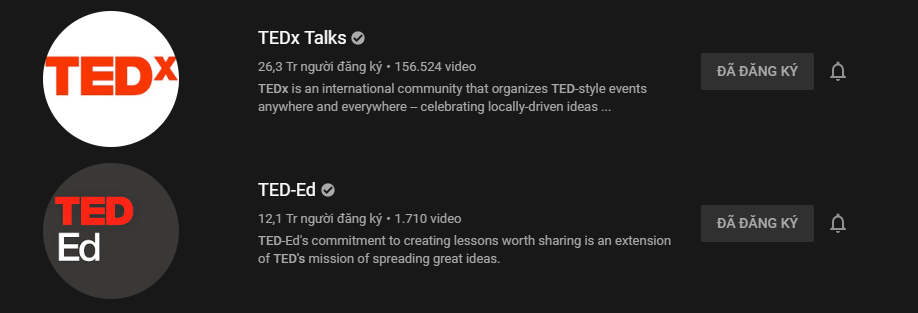 TEDx
TEDx Talks
26,3 Tr người đăng ký • 156.524 video
TEDx is an international community that organizes TED-style events
anywhere and everywhere -- celebrating locally-driven ideas ...
ĐÃ ĐĂNG KÝ
TED
Ed
TED-Ed
12,1 Tr người đăng ký • 1.710 video
TED-Ed's commitment to creating lessons worth sharing is an extension
of TED's mission of spreading great ideas.
ĐÃ ĐĂNG KÝ